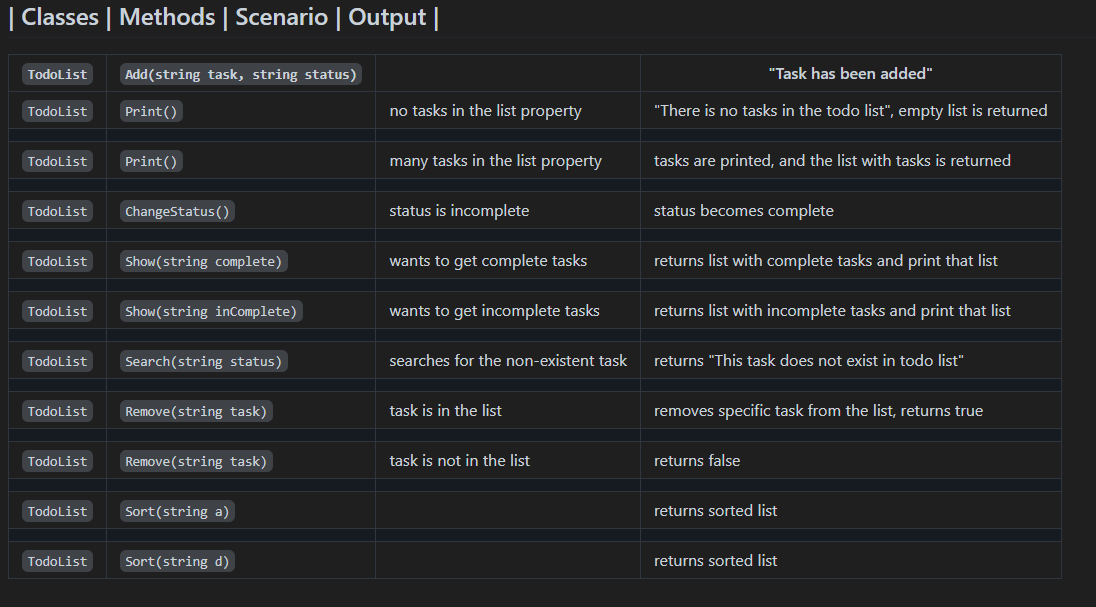 | Classes | Methods | Scenario | Output |
TodoList Add(string task, string status) "Task has been added"
TodoList Print() no tasks in the list property "There is no tasks in the todo list", empty list is returned
TodoList Print() many tasks in the list property tasks are printed, and the list with tasks is returned
TodoList ChangeStatus() status is incomplete status becomes complete
TodoList Show(string complete) wants to get complete tasks returns list with complete tasks and print that list
TodoList Show(string inComplete) wants to get incomplete tasks returns list with incomplete tasks and print that list
TodoList Search(string status) searches for the non-existent task returns "This task does not exist in todo list"
TodoList Remove(string task) task is in the list removes specific task from the list, returns true
TodoList Remove(string task) task is not in the list returns false
TodoList Sort(string a) returns sorted list
TodoList Sort(string d) returns sorted list